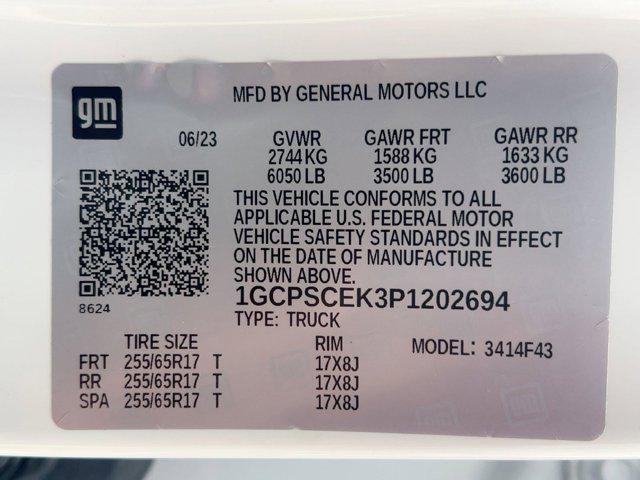 gm
MFD BY GENERAL MOTORS LLC
06/23 GVWR GAWR FRT GAWR RR
2744 KG 1588 KG 1633 KG
6050 LB 3500 LB 3600 LB
THIS VEHICLE CONFORMS TO ALL
APPLICABLE U.S. FEDERAL MOTOR
VEHICLE SAFETY STANDARDS IN EFFECT
ON THE DATE OF MANUFACTURE
SHOWN ABOVE.
8624
1GCPSCEK3P1202694
TYPE: TRUCK
TIRE SIZE RIM MODEL: 3414F43
FRT 255/65R17 T 17X8J
RR 255/65R17 T 17X8J
SPA 255/65R17 T 17X8J